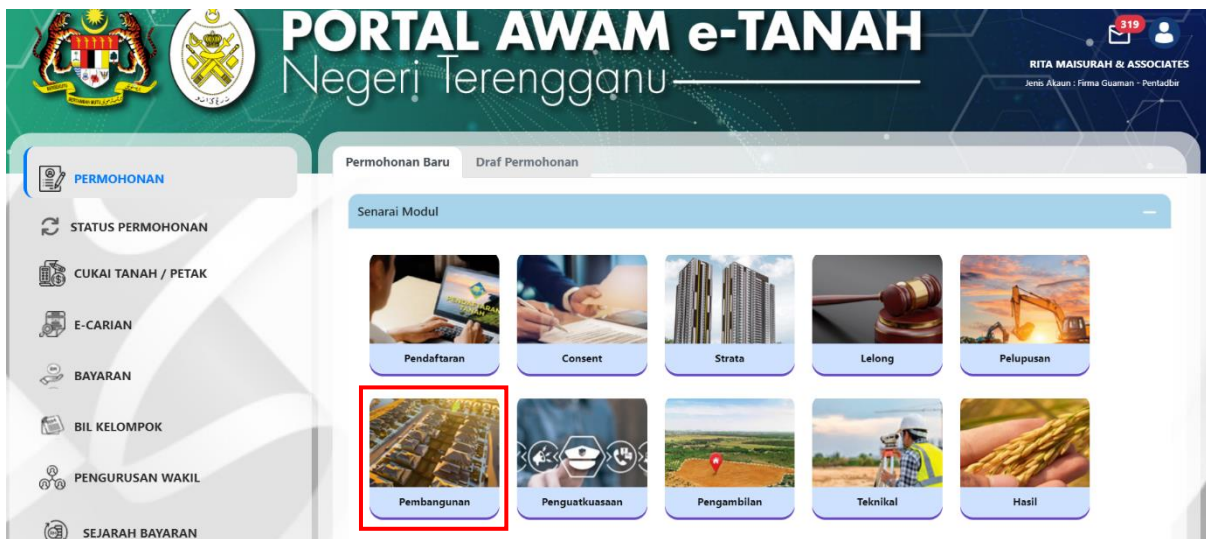 PORTAL AWAM e-TANAH
Negeri Terengganu
319
RITA MAISURAH & ASSOCIATES
Jenis Akaun : Firma Guaman - Pentadbir
PERMOHONAN
STATUS PERMOHONAN
CUKAI TANAH / PETAK
E-CARIAN
BAYARAN
BIL KELOMPOK
PENGURUSAN WAKIL
SEJARAH BAYARAN
Permohonan Baru
Draf Permohonan
Senarai Modul
PENDAFTARAN
TANAH
Pendaftaran
Consent
Strata
Lelong
Pelupusan
Pembangunan
Penguatkuasaan
Pengambilan
Teknikal
Hasil